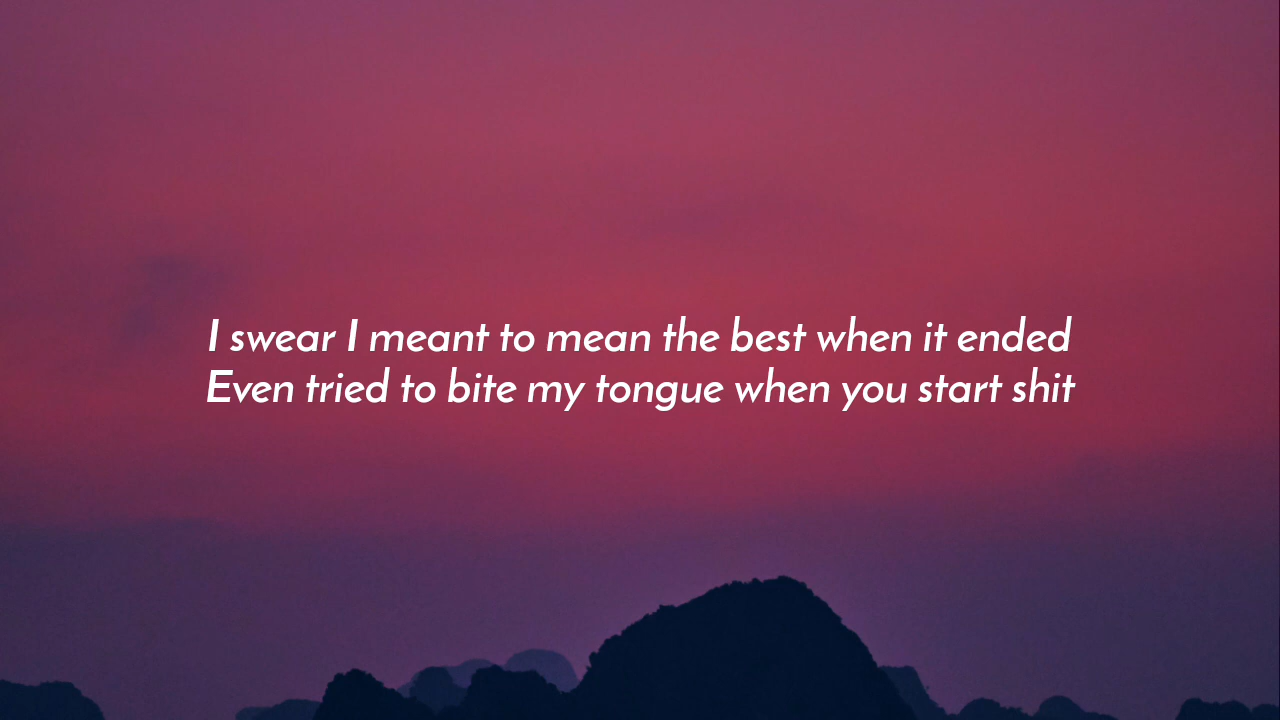 I swear I meant to mean the best when it ended
Even tried to bite my tongue when you start shit